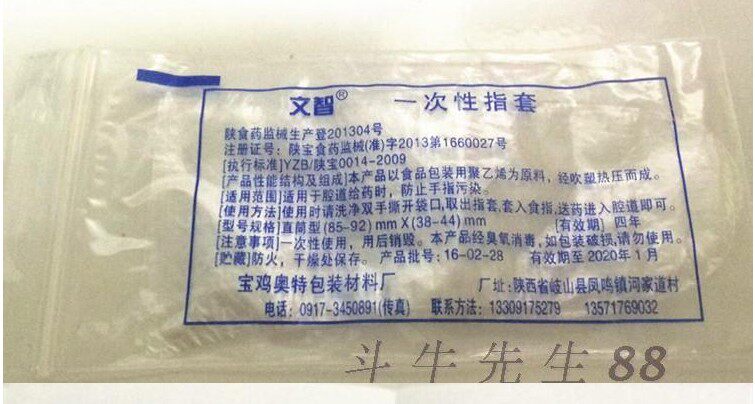 文智® 一次性指套
陕食药监械生产登201304号
注册证号：陕宝食药监械(准)字2013第1660027号
[执行标准]YZB/陕宝0014-2009
[产品性能结构及组成]本产品以食品包装用聚乙烯为原料，经吹塑热压而成。
[适用范围]适用于腔道给药时，防止手指污染。
[使用方法]使用时请洗净双手撕开袋口,取出指套,套入食指,送药进入腔道即可。
[型号规格]直筒型(85-92)mmX(38-44)mm [有效期] 四年
[注意事项]一次性使用，用后销毁。本产品经臭氧消毒,如包装破损,请勿使用。
[贮藏]防火，干燥处保存。产品批号：16-02-28 有效期至2020年1月
宝鸡奥特包装材料厂 厂址:陕西省岐山县凤鸣镇河家道村
电话：0917-3450891(传真) 联系方法：13309175279 13571769032
斗牛先生88